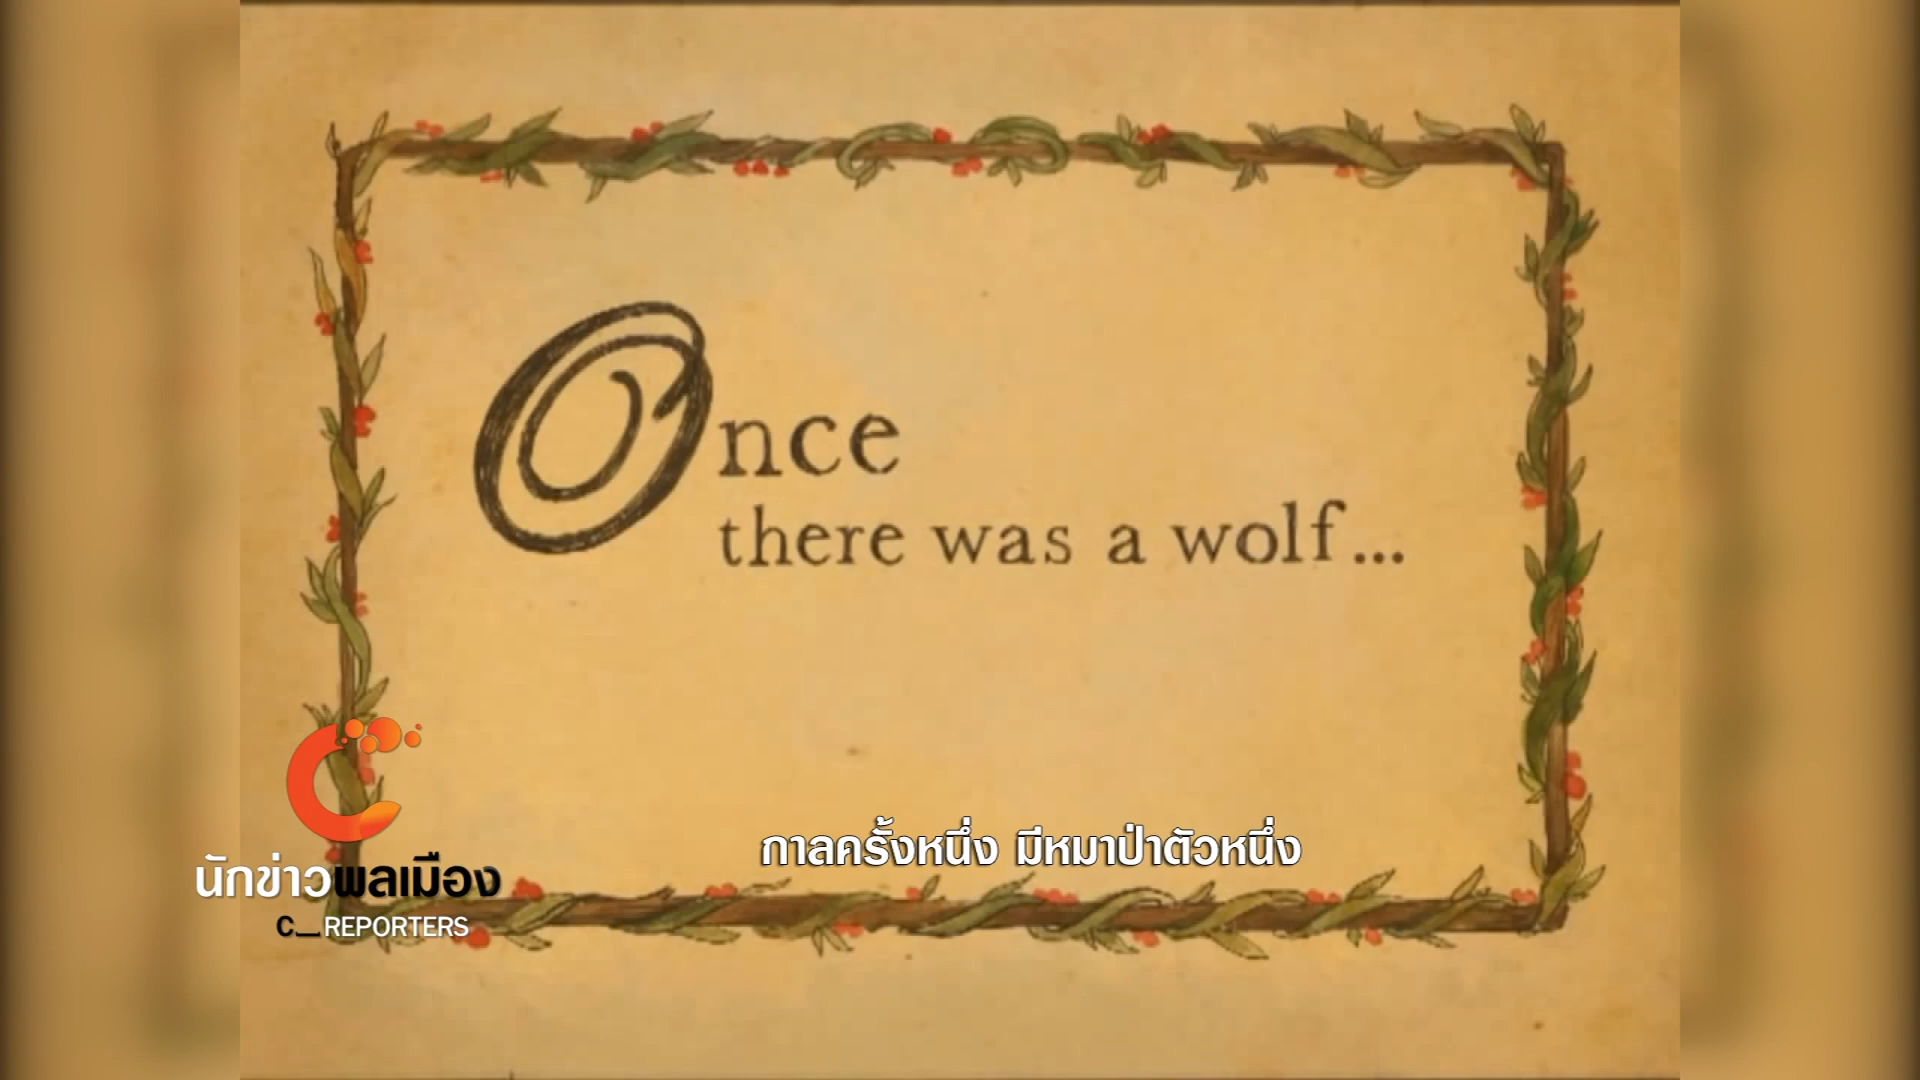 Once
there was a wolf...
กาลครั้งหนึ่ง มีหมาป่าตัวหนึ่ง
นักข่าวพลเมือง
C_REPORTERS